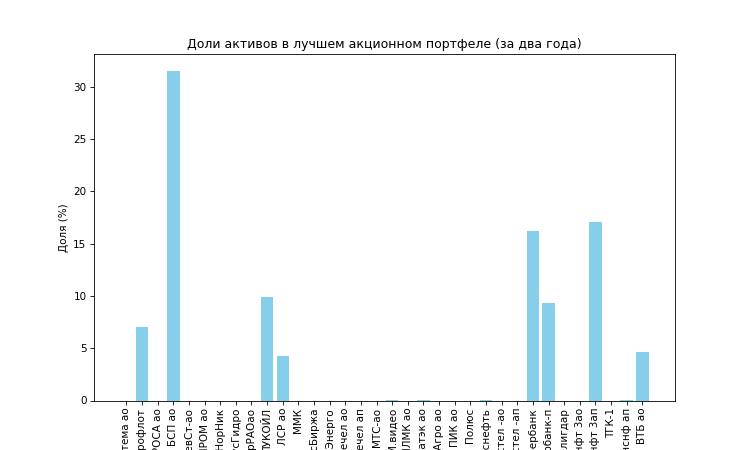 Доли активов в лучшем акционном портфеле (за два года)
Доля (%)
30
25
20
15
10
5
0
тема ао
рофлот
РОСА ао
БСП ао
евСт-ао
ПРОМ ао
НорНик
сГидро
рРАОао
ЛУКОЙЛ
ЛСР ао
ММК
сБиржа
Энерго
ечел ао
ечел ап
МТС-ао
М.видео
ЛМК ао
атэк ао
Агро ао
ПИК ао
Полюс
снефть
стел -ао
стел -ап
ербанк
рбанк-п
лигдар
нфт 3ао
нфт 3ап
ТГК-1
нснф ап
ВТБ ао